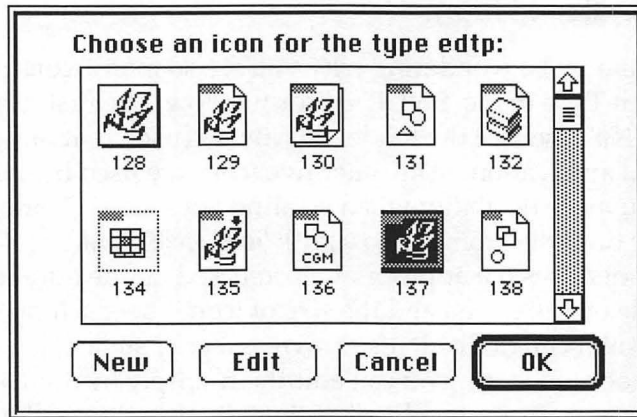 Choose an icon for the type edtp:
128 129 130 131 132
CGM
134 135 136 137 138
New Edit Cancel OK